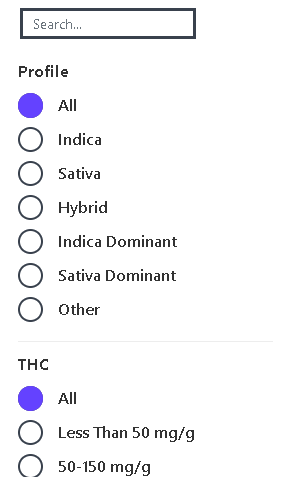 Search...
Profile
All
Indica
Sativa
Hybrid
Indica Dominant
Sativa Dominant
Other
THC
All
Less Than 50 mg/g
50-150 mg/g